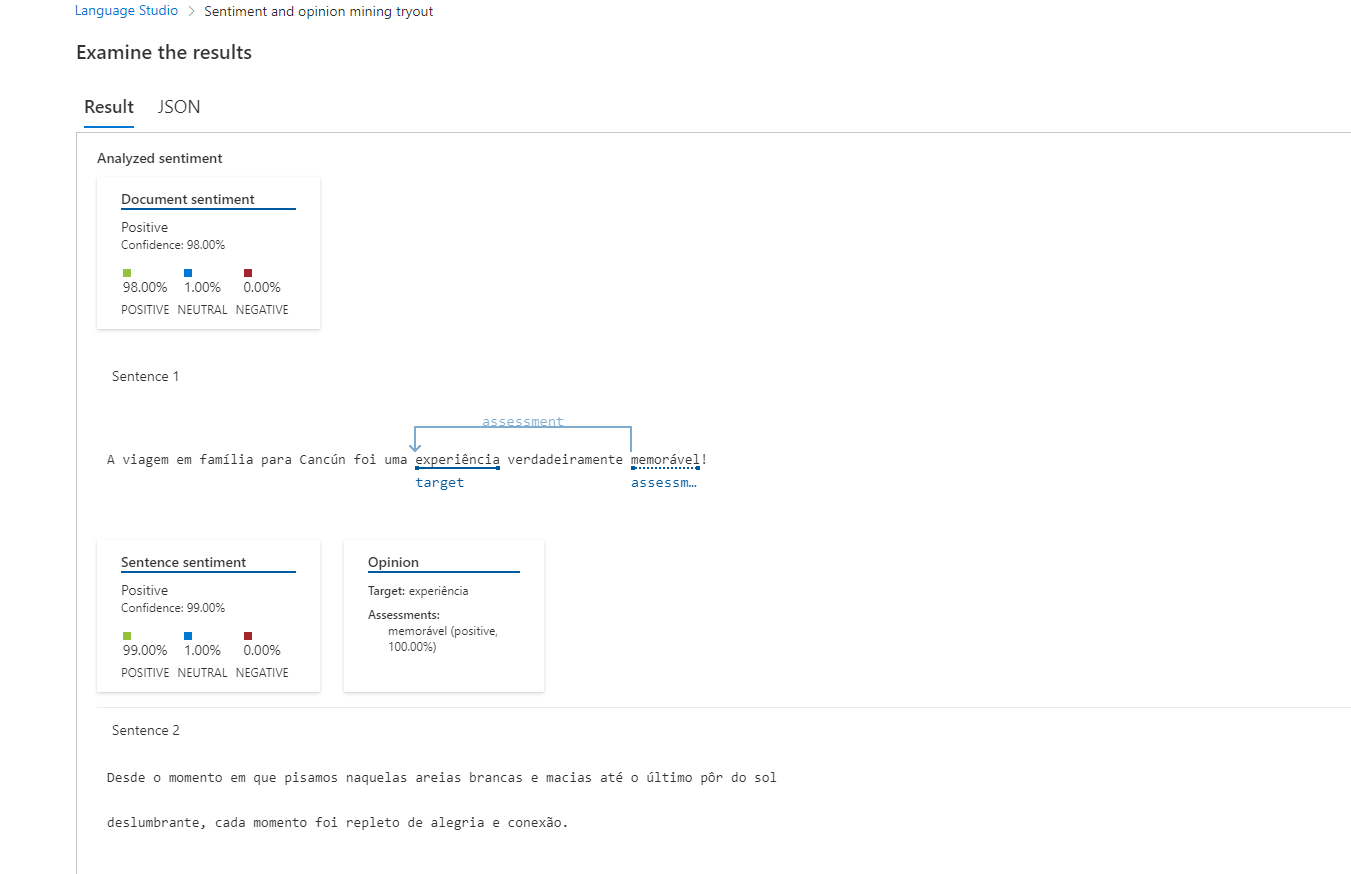 Language Studio > Sentiment and opinion mining tryout
Examine the results
Result JSON
Analyzed sentiment
Document sentiment
Positive
Confidence: 98.00%
98.00% 1.00% 0.00%
POSITIVE NEUTRAL NEGATIVE
Sentence 1
assessment
A viagem em família para Cancún foi uma experiência verdadeiramente memorável!
target assessm…
Sentence sentiment
Positive
Confidence: 99.00%
99.00% 1.00% 0.00%
POSITIVE NEUTRAL NEGATIVE
Opinion
Target: experiência
Assessments:
memorável (positive,
100.00%)
Sentence 2
Desde o momento em que pisamos naquelas areias brancas e macias até o último pôr do sol
deslumbrante, cada momento foi repleto de alegria e conexão.